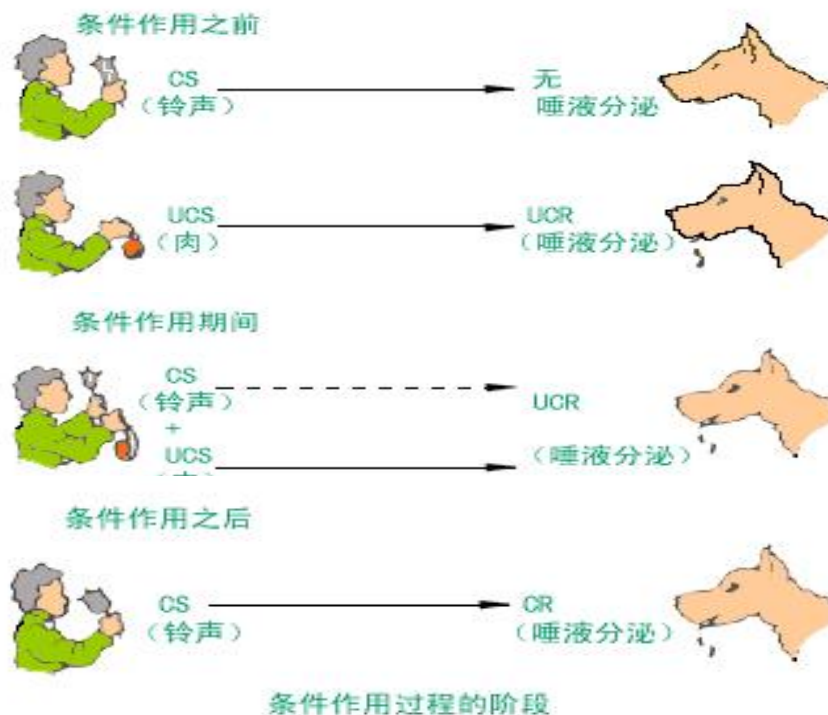 条件作用之前
CS
（铃声）
无
唾液分泌
UCS
（肉）
UCR
（唾液分泌）
条件作用期间
CS
（铃声）
+
UCS
UCR
（唾液分泌）
条件作用之后
CS
（铃声）
CR
（唾液分泌）
条件作用过程的阶段